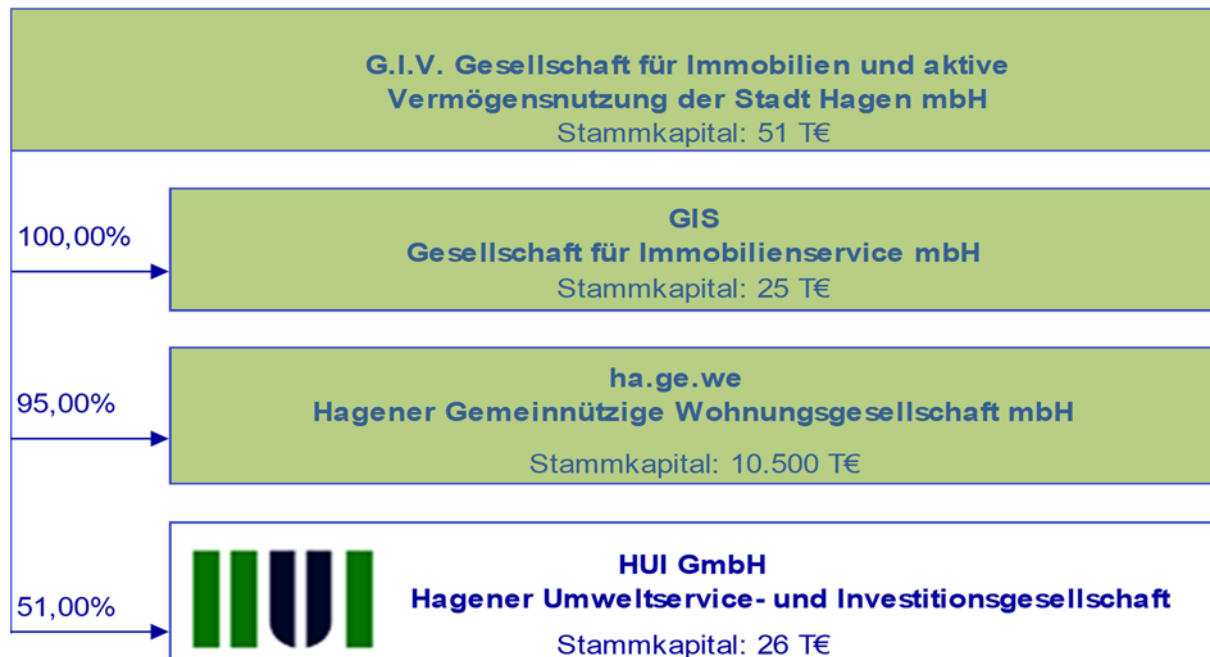 G.I.V. Gesellschaft für Immobilien und aktive
Vermögensnutzung der Stadt Hagen mbH
Stammkapital: 51 T€
100,00%
GIS
Gesellschaft für Immobilienservice mbH
Stammkapital: 25 T€
95,00%
ha.ge.we
Hagener Gemeinnützige Wohnungsgesellschaft mbH
Stammkapital: 10.500 T€
51,00%
HUI
HUI GmbH
Hagener Umweltservice- und Investitionsgesellschaft
Stammkapital: 26 T€